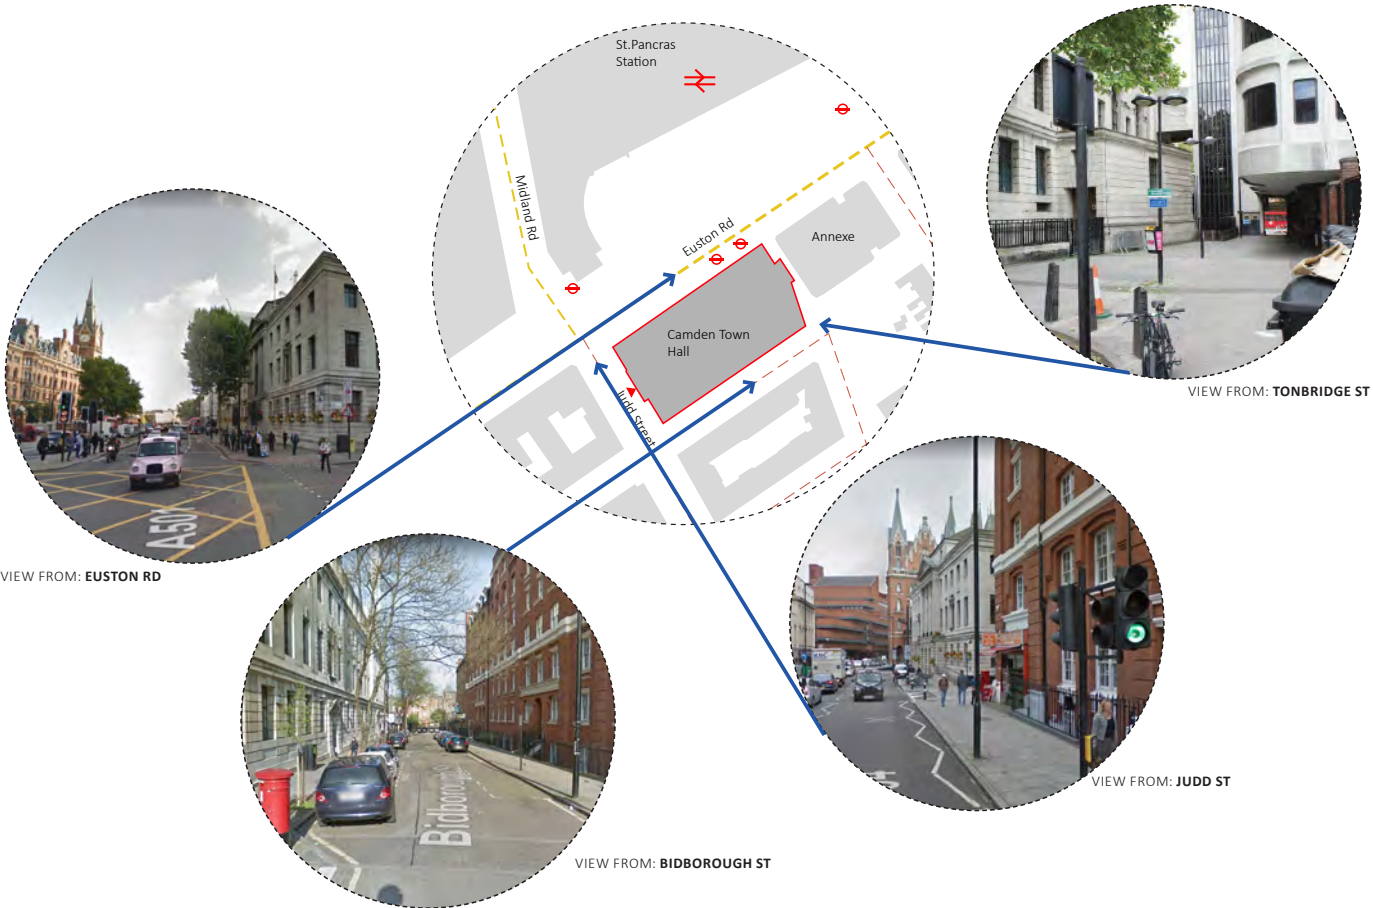 St.Pancras
Station
Midland Rd
Euston Rd
Annexe
Camden Town
Hall
Judd Street
VIEW FROM: TONBRIDGE ST
A501
VIEW FROM: EUSTON RD
Bidborough
VIEW FROM: JUDD ST
VIEW FROM: BIDBOROUGH ST